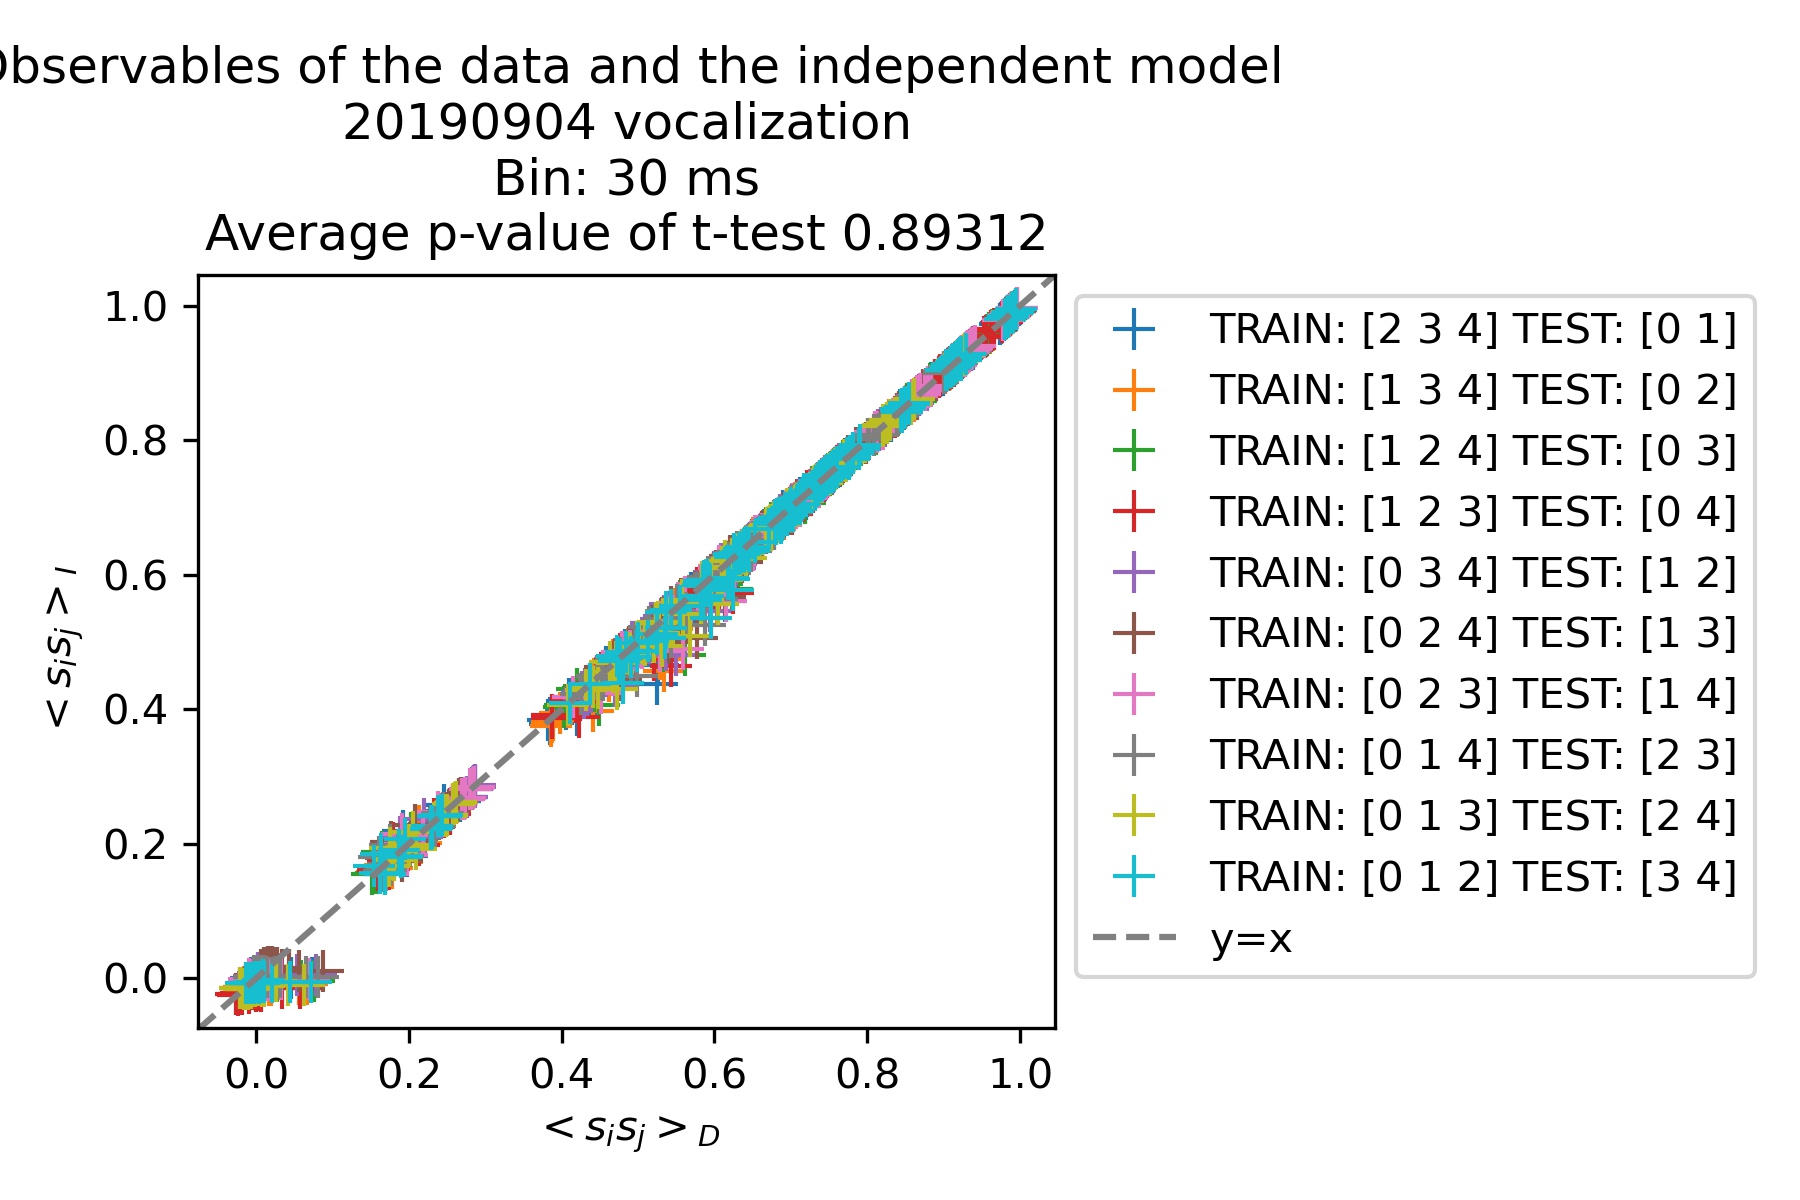 Observables of the data and the independent model
20190904 vocalization
Bin: 30 ms
Average p-value of t-test 0.89312
1.0
0.8
0.6
0.4
0.2
0.0
< s_i s_j >_I
0.0 0.2 0.4 0.6 0.8 1.0
< s_i s_j >_D
TRAIN: [2 3 4] TEST: [0 1]
TRAIN: [1 3 4] TEST: [0 2]
TRAIN: [1 2 4] TEST: [0 3]
TRAIN: [1 2 3] TEST: [0 4]
TRAIN: [0 3 4] TEST: [1 2]
TRAIN: [0 2 4] TEST: [1 3]
TRAIN: [0 2 3] TEST: [1 4]
TRAIN: [0 1 4] TEST: [2 3]
TRAIN: [0 1 3] TEST: [2 4]
TRAIN: [0 1 2] TEST: [3 4]
y=x